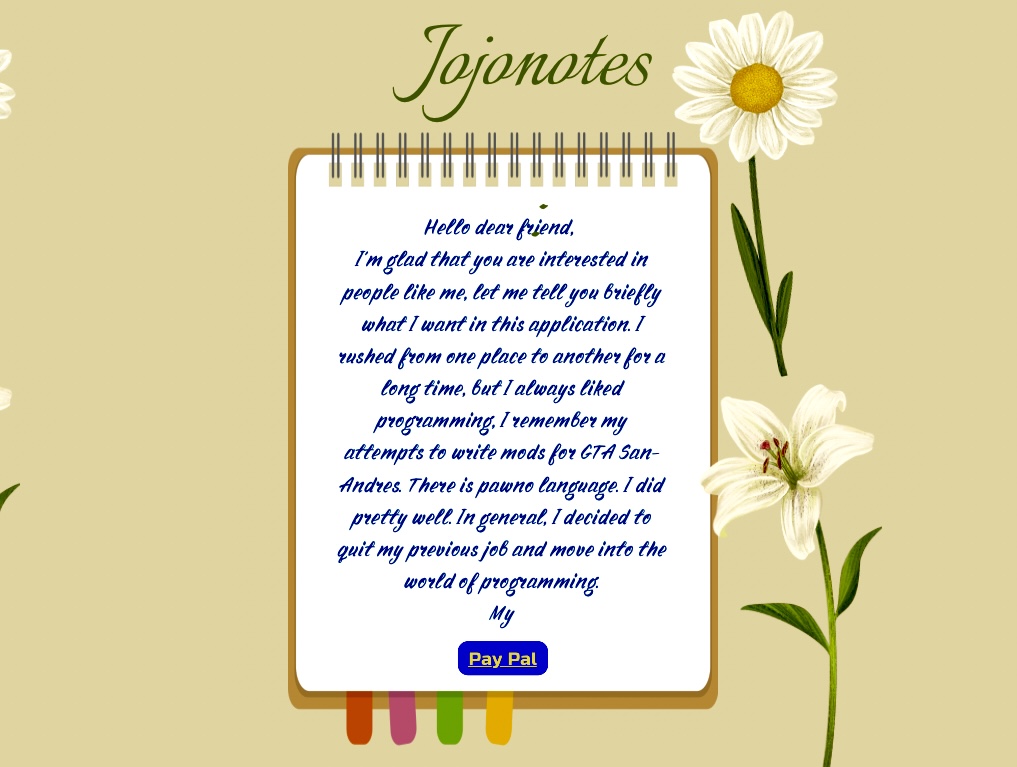 Jojonotes
Hello dear friend,
I'm glad that you are interested in
people like me, let me tell you briefly
what I want in this application. I
rushed from one place to another for a
long time, but I always liked
programming, I remember my
attempts to write mods for GTA San-
Andres. There is pawno language. I did
pretty well. In general, I decided to
quit my previous job and move into the
world of programming.
My
Pay Pal